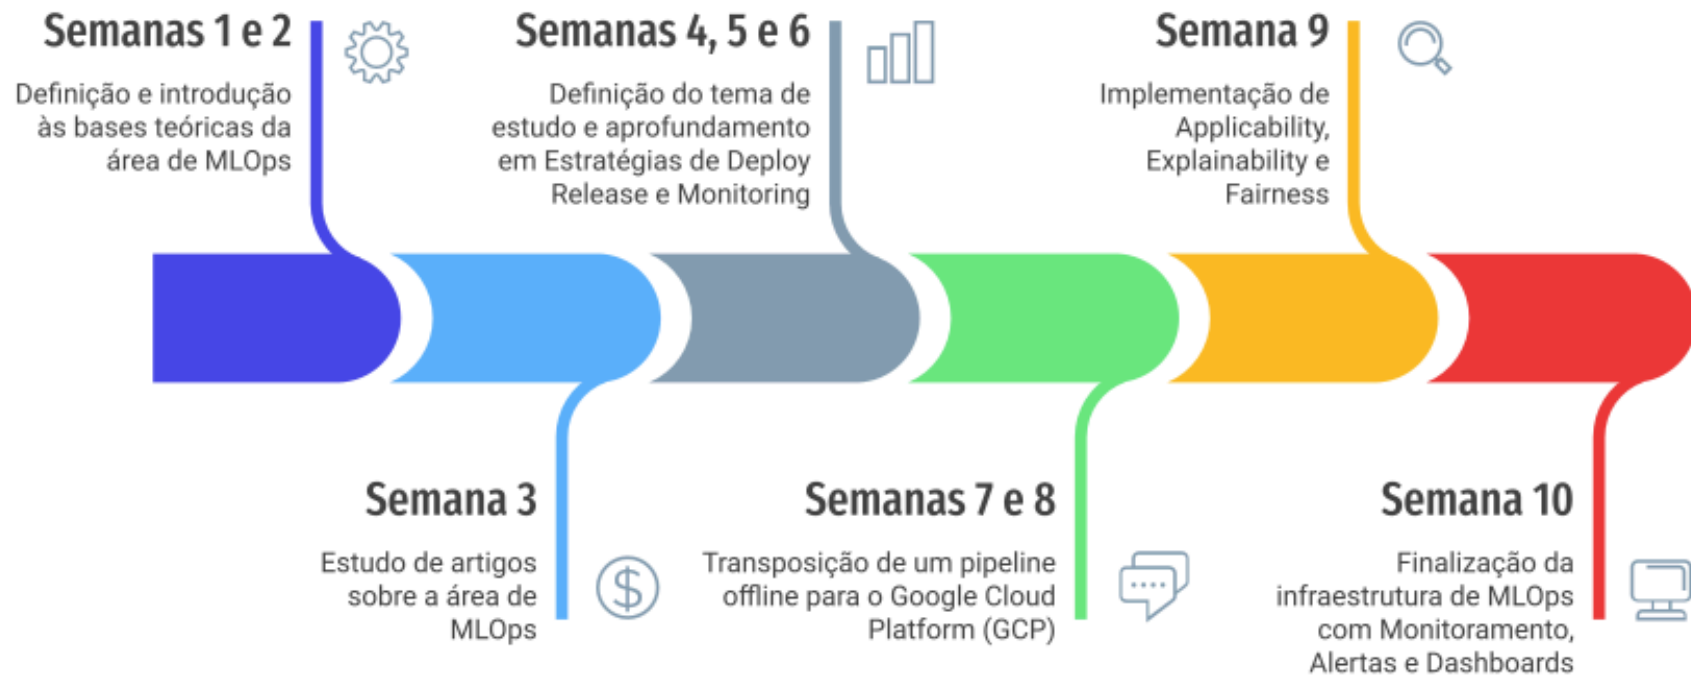 Semanas 1 e 2
Definição e introdução
às bases teóricas da
área de MLOps
Semana 3
Estudo de artigos
sobre a área de
MLOps
Semanas 4, 5 e 6
Definição do tema de
estudo e aprofundamento
em Estratégias de Deploy
Release e Monitoring
Semanas 7 e 8
Transposição de um pipeline
offline para o Google Cloud
Platform (GCP)
Semana 9
Implementação de
Applicability,
Explainability e
Fairness
Semana 10
Finalização da
infraestrutura de MLOps
com Monitoramento,
Alertas e Dashboards